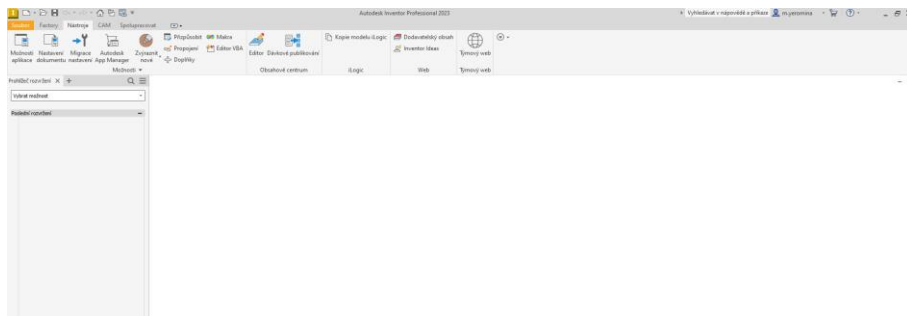 Autodesk Inventor Professional 2023
Vyhledávat v nápovědě a příkaze m.yeromina
Soubor Factory Nástroje CAM Spolupracovat
Možnosti aplikace
Nastavení dokumentu
Migrace nastavení
Autodesk App Manager
Zvýraznit nové
Přizpůsobit
Propojení
Doplňky
Makra
Editor VBA
Možnosti
Editor
Dávkové publikování
Obsahové centrum
Kopie modelu iLogic
iLogic
Dodavatelský obsah
Inventor Ideas
Web
Týmový web
Týmový web
Prohlížeč rozvržení
Vybrat možnost
Poslední rozvržení